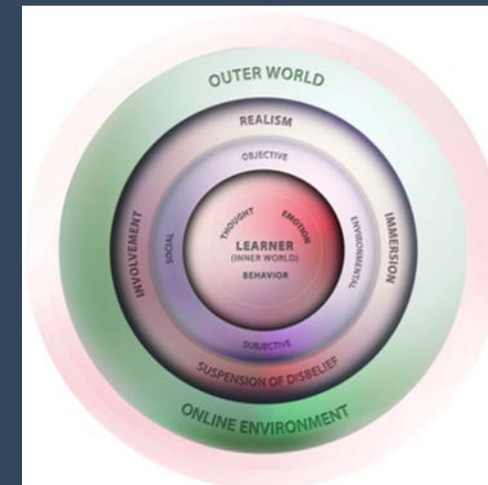 OUTER WORLD
REALISM
OBJECTIVE
THOUGHT
EMOTION
LEARNER
(INNER WORLD)
BEHAVIOR
INVOLVEMENT
SOCIAL
ENVIRONMENTAL
IMMERSION
SUBJECTIVE
SUSPENSION OF DISBELIEF
ONLINE ENVIRONMENT